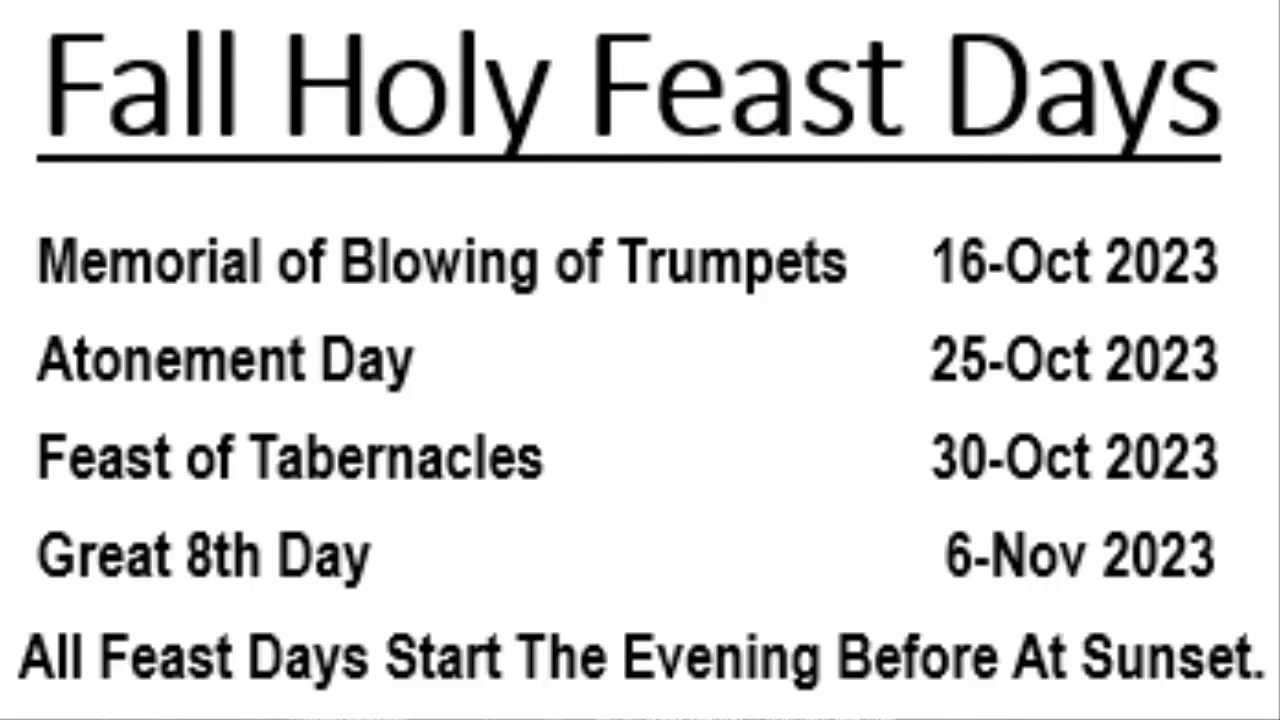 Fall Holy Feast Days
Memorial of Blowing of Trumpets 16-Oct 2023
Atonement Day 25-Oct 2023
Feast of Tabernacles 30-Oct 2023
Great 8th Day 6-Nov 2023
All Feast Days Start The Evening Before At Sunset.